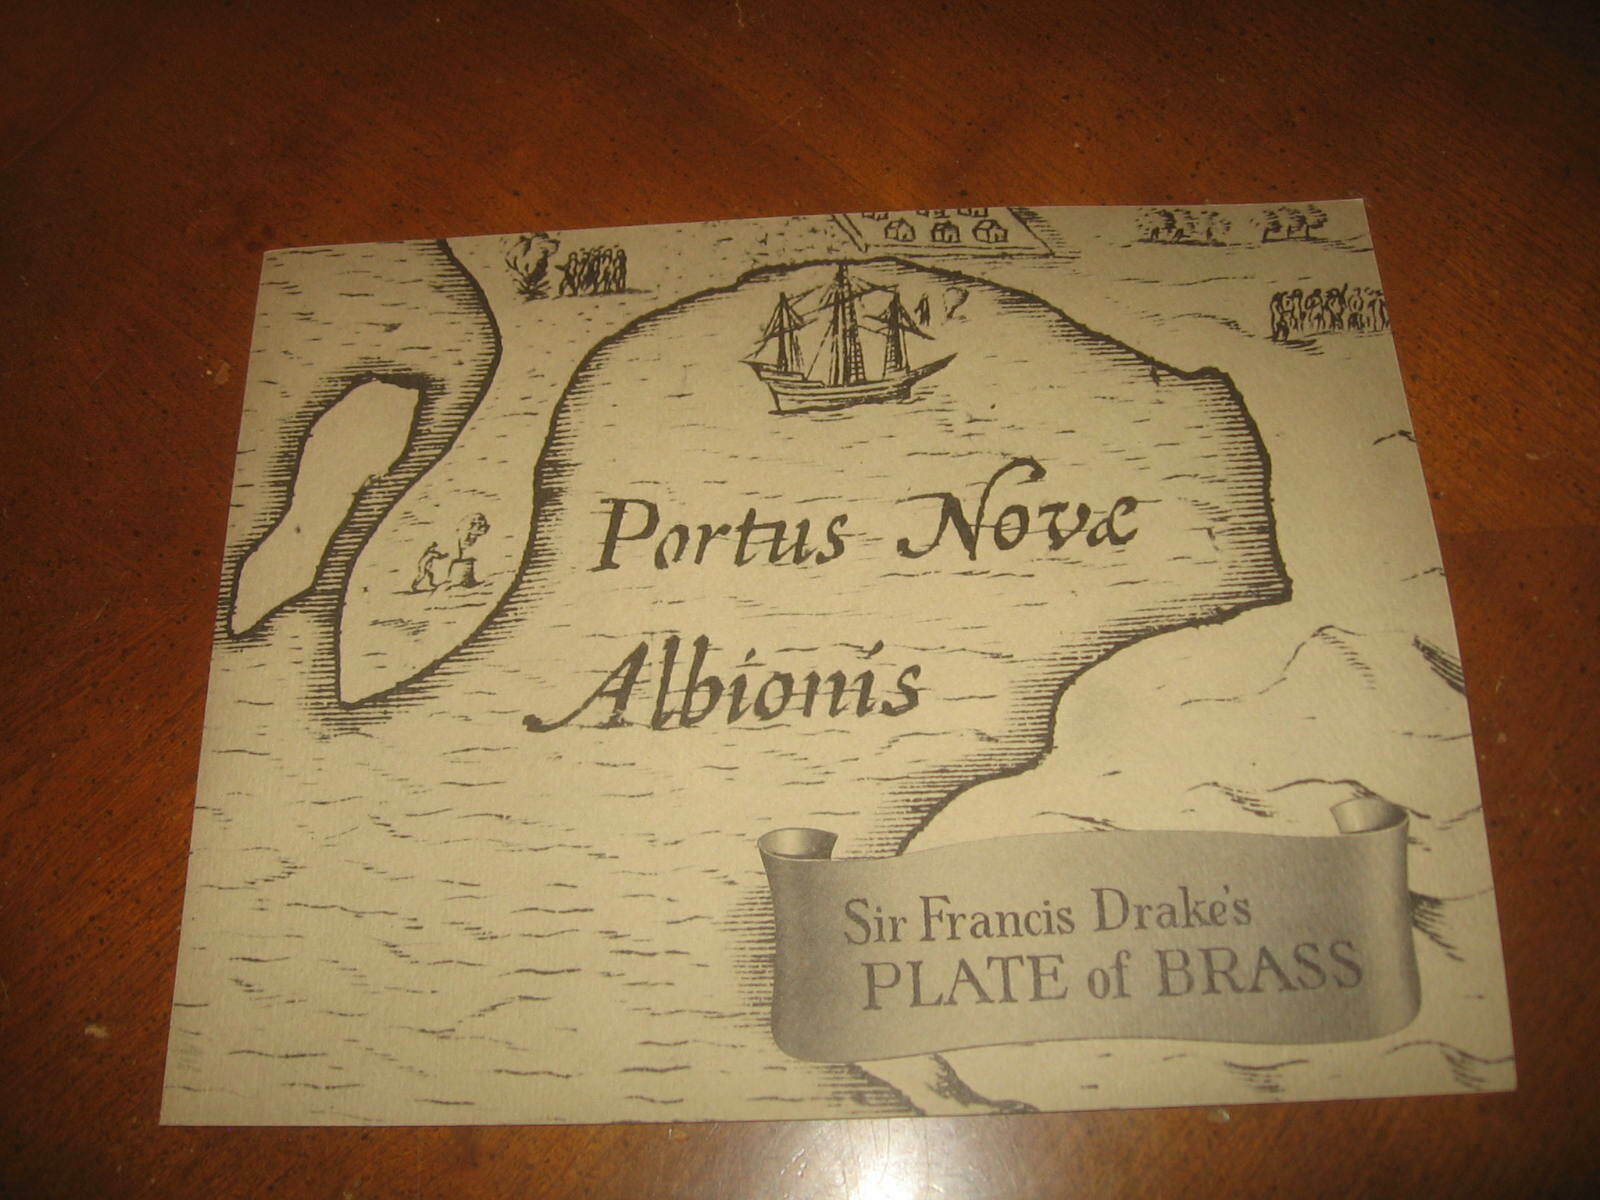 Portus Novæ
Albionis
Sir Francis Drake's
PLATE of BRASS